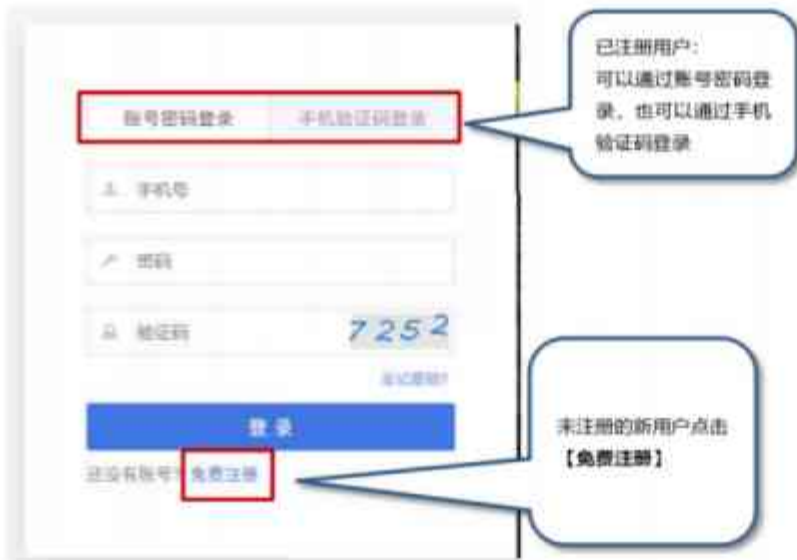 已注册用户：
可以通过账号密码登
录，也可以通过手机
验证码登录
账号密码登录
手机验证码登录
手机号
密码
验证码
7252
忘记密码?
登录
还没有账号? 免费注册
未注册的新用户点击
【免费注册】